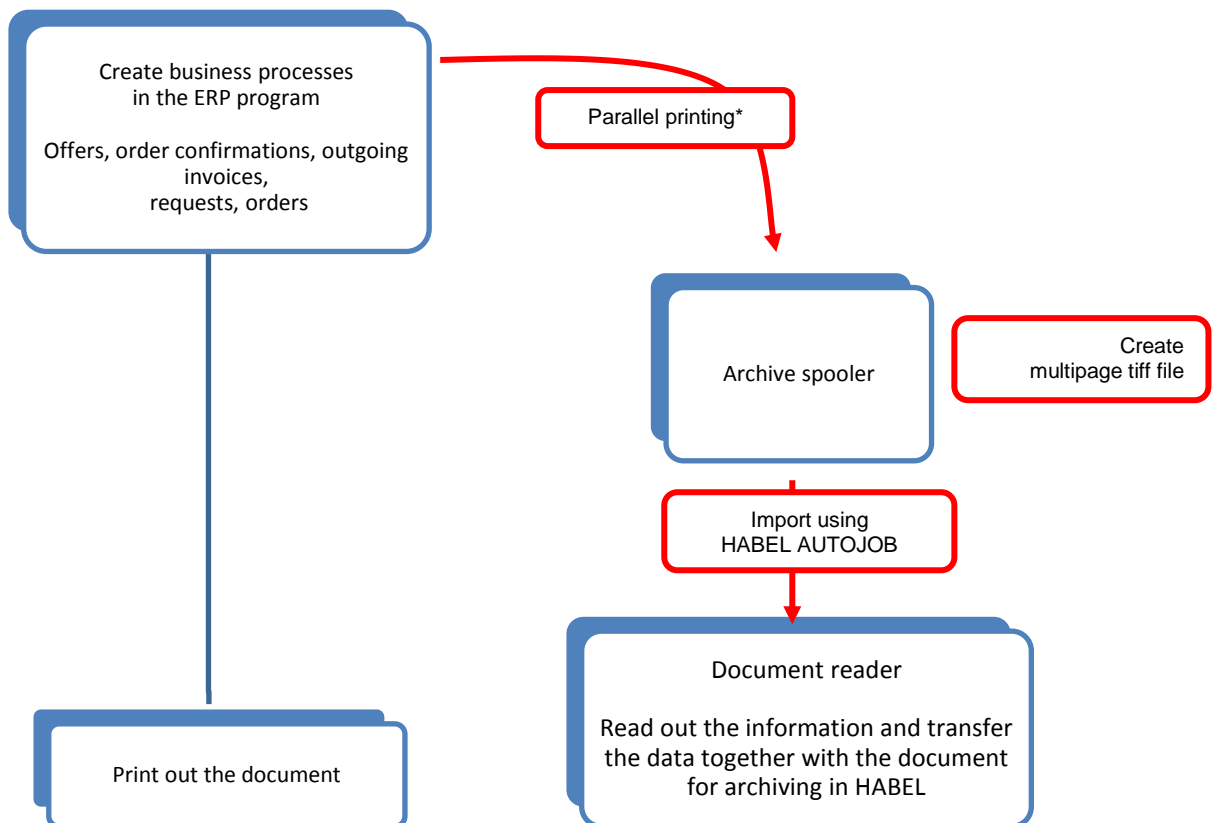 Create business processes
in the ERP program
Offers, order confirmations, outgoing
invoices,
requests, orders
Parallel printing*
Archive spooler
Create
multipage tiff file
Import using
HABEL AUTOJOB
Document reader
Read out the information and transfer
the data together with the document
for archiving in HABEL
Print out the document